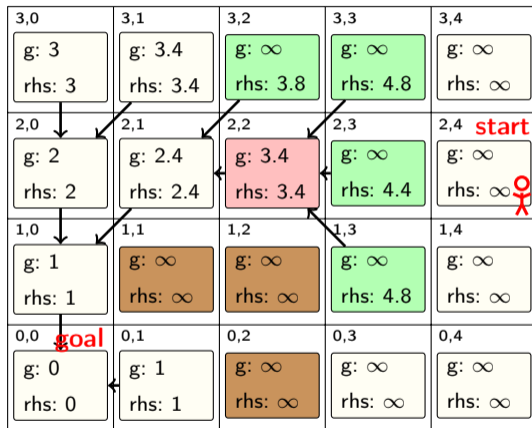 3,0 3,1 3,2 3,3 3,4
g: 3 g: 3.4 g: ∞ g: ∞ g: ∞
rhs: 3 rhs: 3.4 rhs: 3.8 rhs: 4.8 rhs: ∞
2,0 2,1 2,2 2,3 2,4 start
g: 2 g: 2.4 g: 3.4 g: ∞ g: ∞
rhs: 2 rhs: 2.4 rhs: 3.4 rhs: 4.4 rhs: ∞
1,0 1,1 1,2 1,3 1,4
g: 1 g: ∞ g: ∞ g: ∞ g: ∞
rhs: 1 rhs: ∞ rhs: ∞ rhs: 4.8 rhs: ∞
0,0 goal 0,1 0,2 0,3 0,4
g: 0 g: 1 g: ∞ g: ∞ g: ∞
rhs: 0 rhs: 1 rhs: ∞ rhs: ∞ rhs: ∞